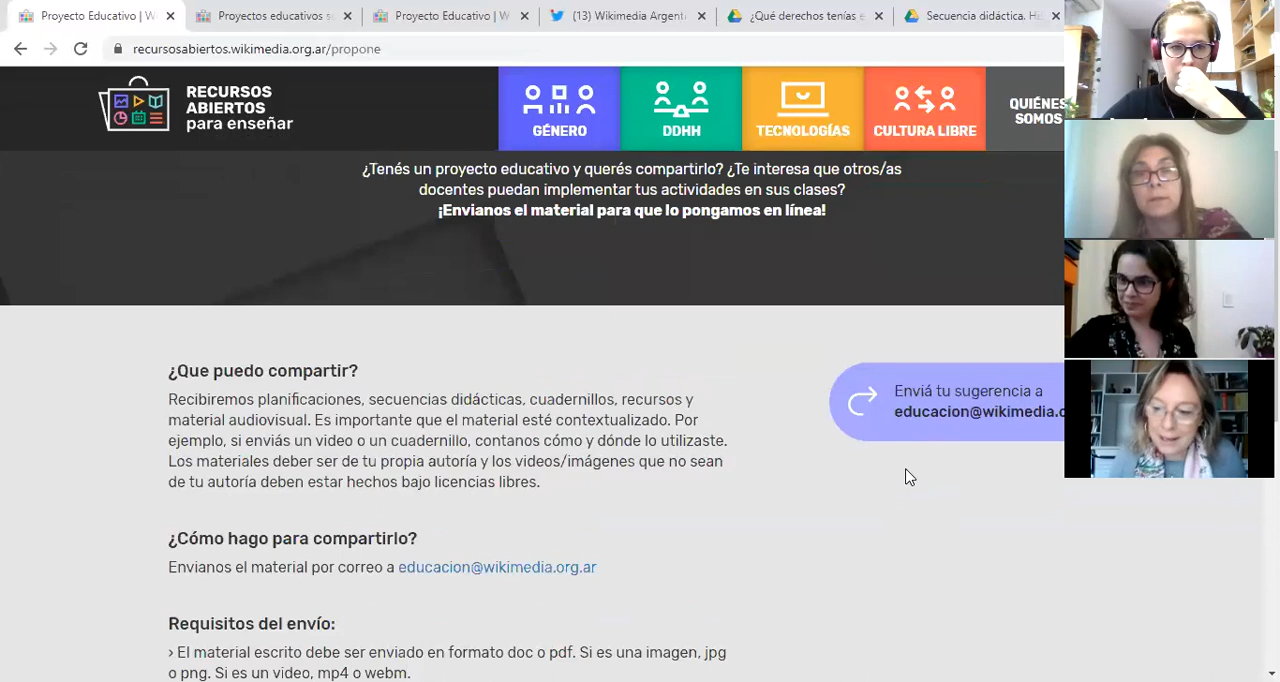 Proyecto Educativo | W
Proyectos educativos s
Proyecto Educativo | W
(13) Wikimedia Argenti
¿Qué derechos tenías e
Secuencia didáctica. H
recursosabiertos.wikimedia.org.ar/propone
RECURSOS
ABIERTOS
para enseñar
GÉNERO
DDHH
TECNOLOGÍAS
CULTURA LIBRE
QUIÉNES
SOMOS
¿Tenés un proyecto educativo y querés compartirlo? ¿Te interesa que otros/as
docentes puedan implementar tus actividades en sus clases?
¡Envianos el material para que lo pongamos en línea!
¿Que puedo compartir?
Recibiremos planificaciones, secuencias didácticas, cuadernillos, recursos y
material audiovisual. Es importante que el material esté contextualizado. Por
ejemplo, si enviás un video o un cuadernillo, contanos cómo y dónde lo utilizaste.
Los materiales deber ser de tu propia autoría y los videos/imágenes que no sean
de tu autoría deben estar hechos bajo licencias libres.
Enviá tu sugerencia a
educacion@wikimedia.o
¿Cómo hago para compartirlo?
Envianos el material por correo a educacion@wikimedia.org.ar
Requisitos del envío:
› El material escrito debe ser enviado en formato doc o pdf. Si es una imagen, jpg
o png. Si es un video, mp4 o webm.